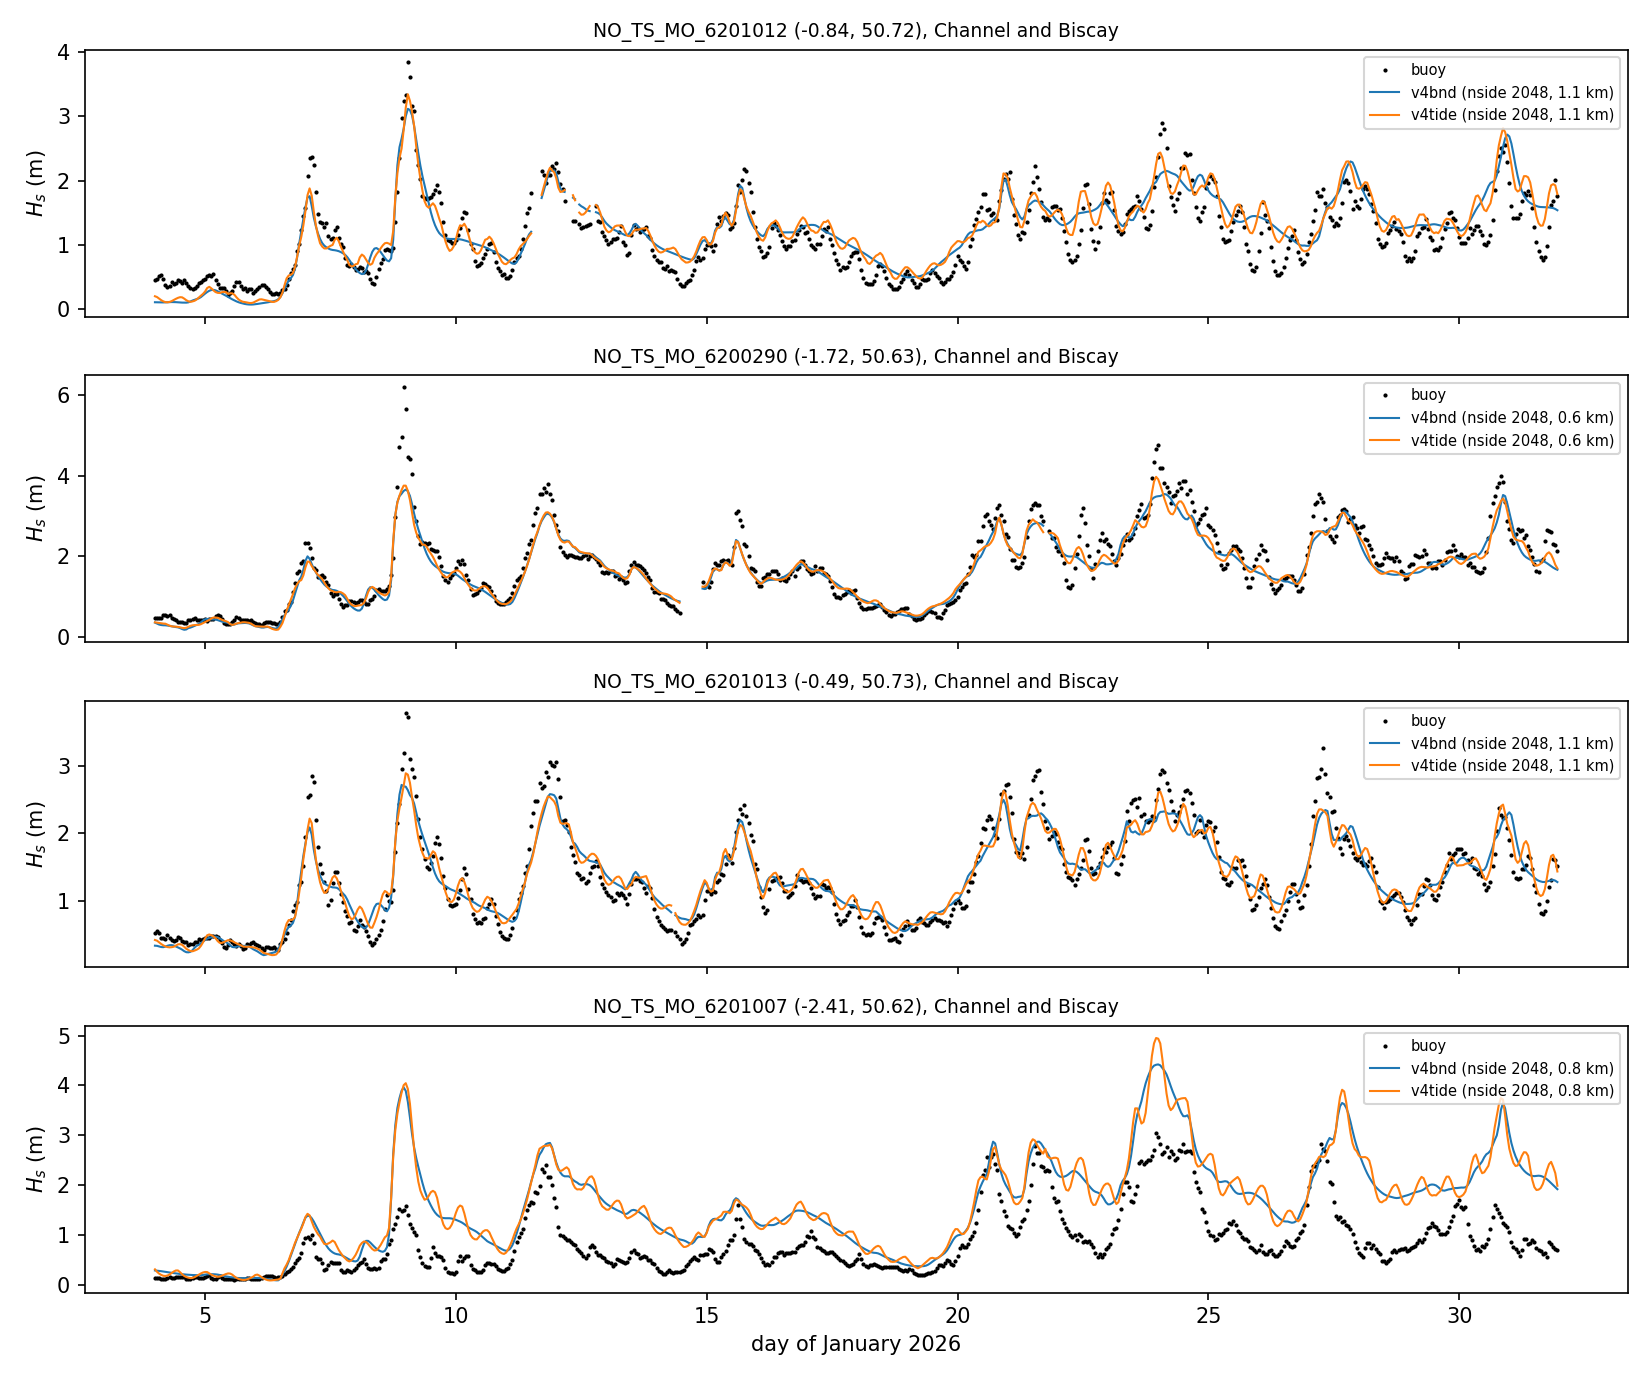 NO_TS_MO_6201012 (-0.84, 50.72), Channel and Biscay
4
3
2
1
0
Hs (m)
buoy
v4bnd (nside 2048, 1.1 km)
v4tide (nside 2048, 1.1 km)
NO_TS_MO_6200290 (-1.72, 50.63), Channel and Biscay
6
4
2
0
Hs (m)
buoy
v4bnd (nside 2048, 0.6 km)
v4tide (nside 2048, 0.6 km)
NO_TS_MO_6201013 (-0.49, 50.73), Channel and Biscay
3
2
1
Hs (m)
buoy
v4bnd (nside 2048, 1.1 km)
v4tide (nside 2048, 1.1 km)
NO_TS_MO_6201007 (-2.41, 50.62), Channel and Biscay
5
4
3
2
1
0
Hs (m)
buoy
v4bnd (nside 2048, 0.8 km)
v4tide (nside 2048, 0.8 km)
5 10 15 20 25 30
day of January 2026